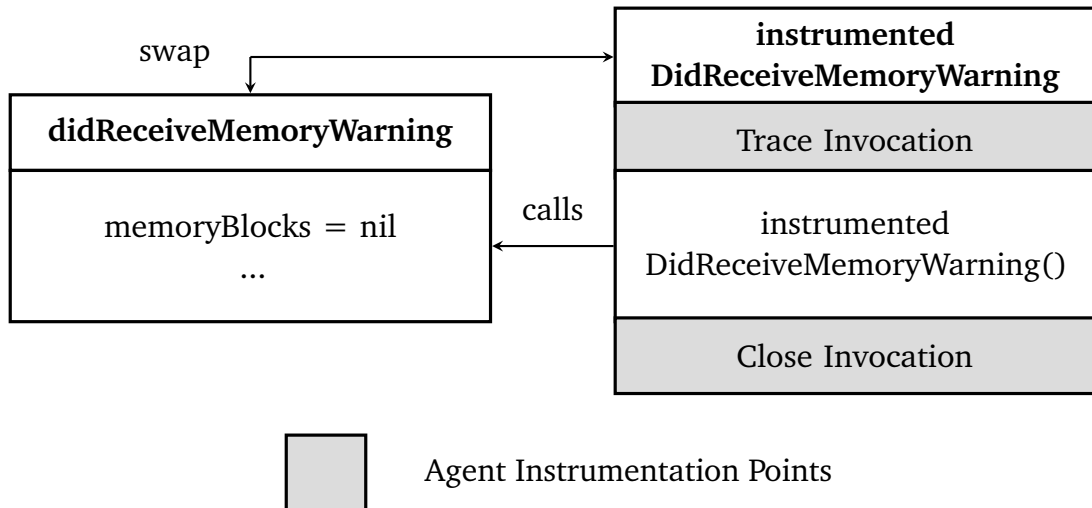 swap
instrumented
DidReceiveMemoryWarning
didReceiveMemoryWarning
Trace Invocation
memoryBlocks = nil
...
calls
instrumented
DidReceiveMemoryWarning()
Close Invocation
Agent Instrumentation Points